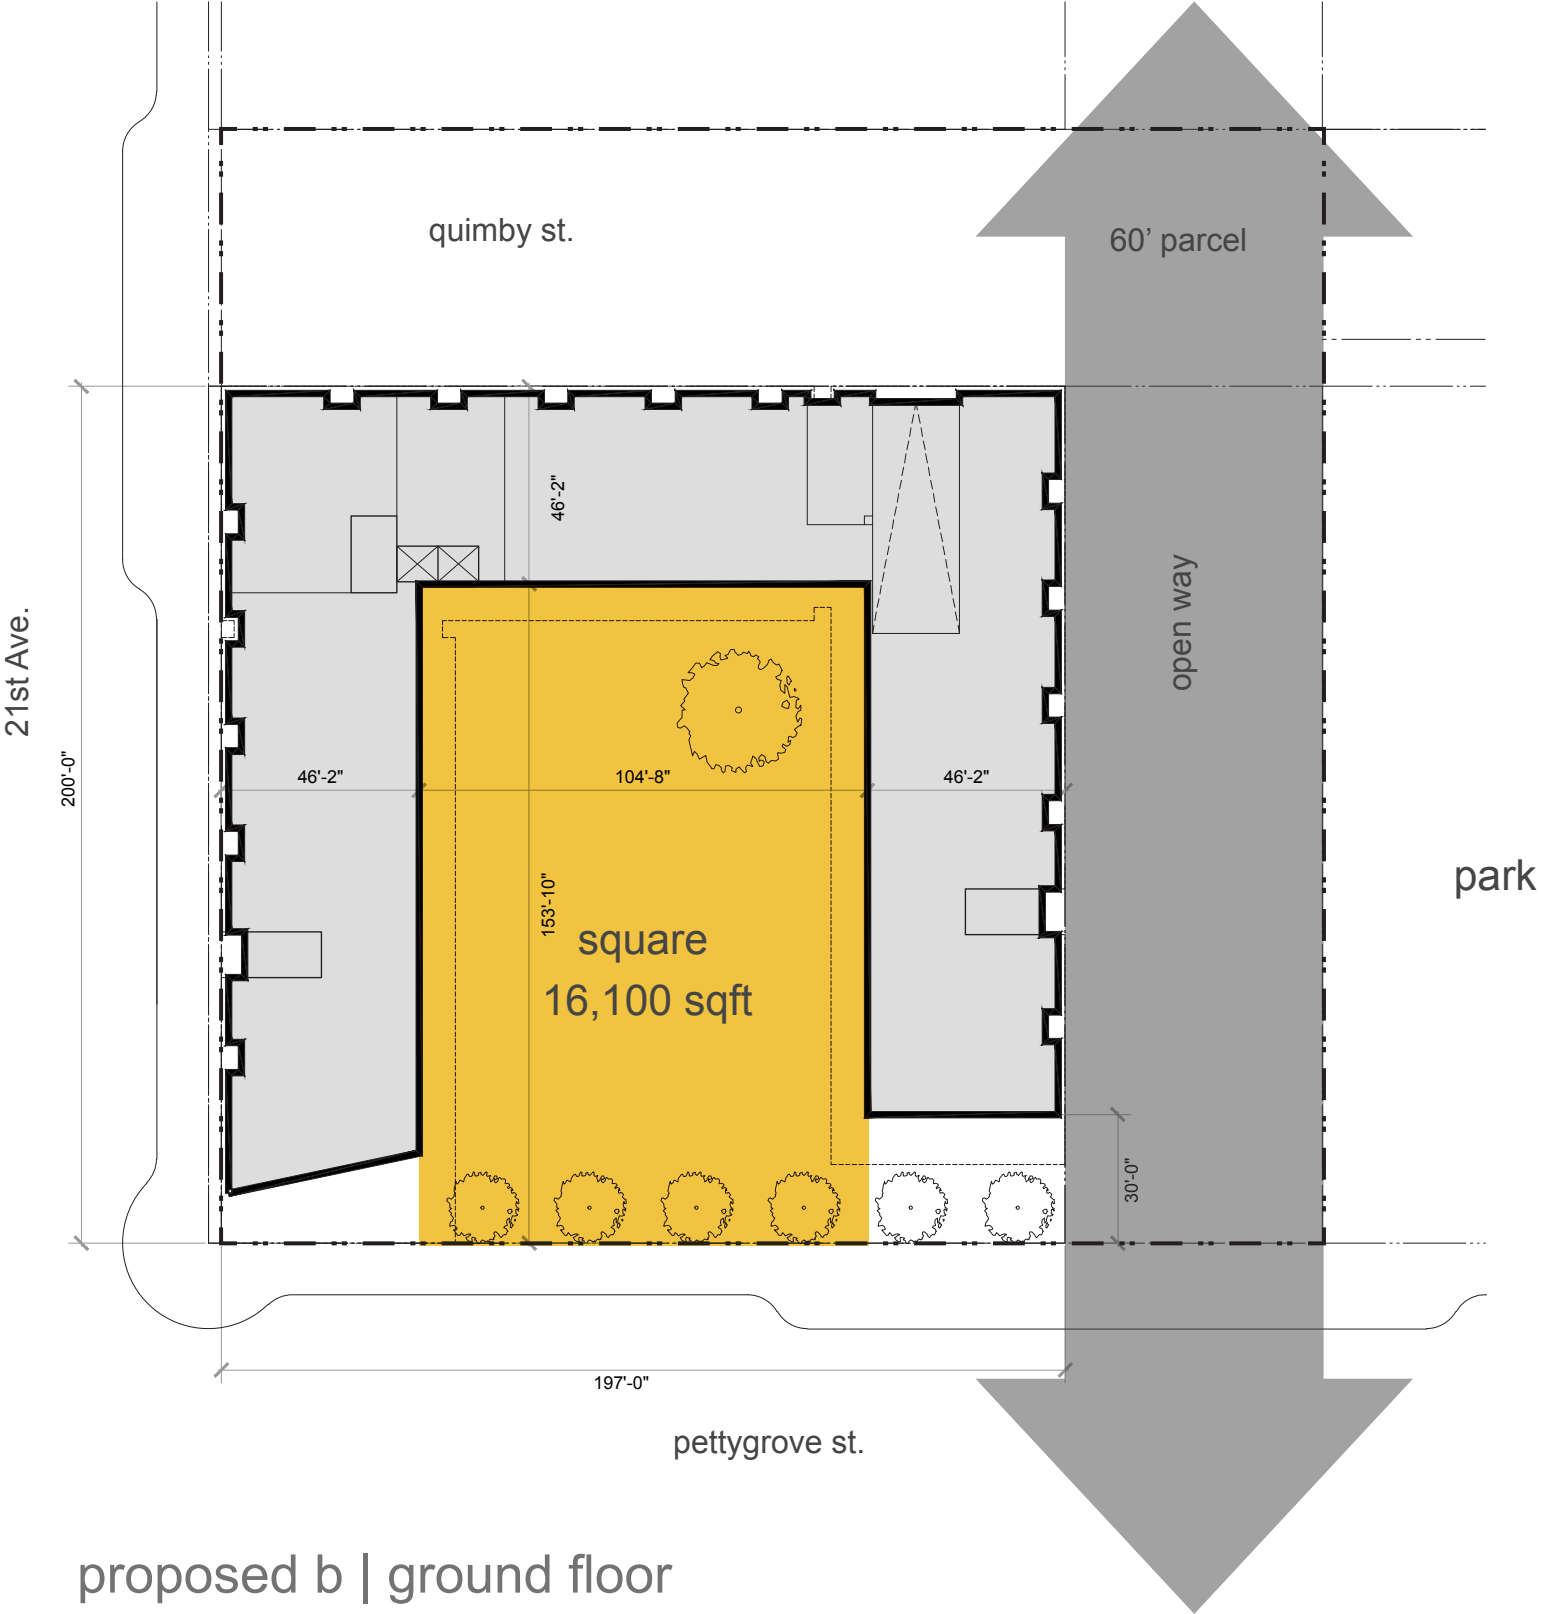 quimby st.
60' parcel
46'-2"
open way
21st Ave.
200'-0"
46'-2"
104'-8"
46'-2"
park
153'-10"
square
16,100 sqft
30'-0"
197'-0"
pettygrove st.
proposed b | ground floor